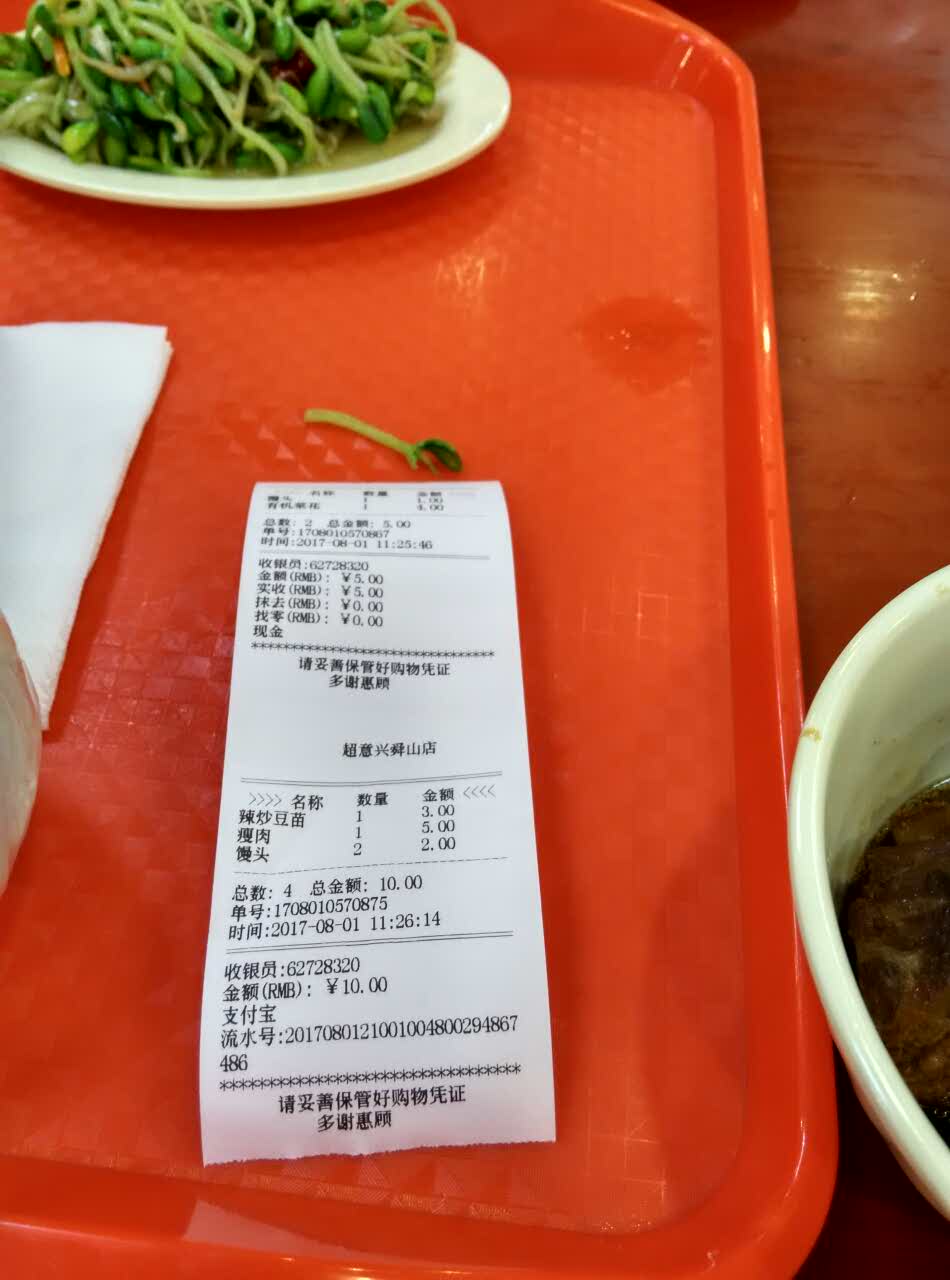 名称 数量 金额
馒头 1 1.00
有机菜花 1 4.00
总数: 2 总金额: 5.00
单号:1708010570867
时间:2017-08-01 11:25:46
收银员:62728320
金额(RMB): ¥5.00
实收(RMB): ¥5.00
抹去(RMB): ¥0.00
找零(RMB): ¥0.00
现金
***********************************
请妥善保管好购物凭证
多谢惠顾
超意兴舜山店
>>>> 名称 数量 金额 <<<<
辣炒豆苗 1 3.00
瘦肉 1 5.00
馒头 2 2.00
总数: 4 总金额: 10.00
单号:1708010570875
时间:2017-08-01 11:26:14
收银员:62728320
金额(RMB): ¥10.00
支付宝
流水号:2017080121001004800294867
486
***********************************
请妥善保管好购物凭证
多谢惠顾